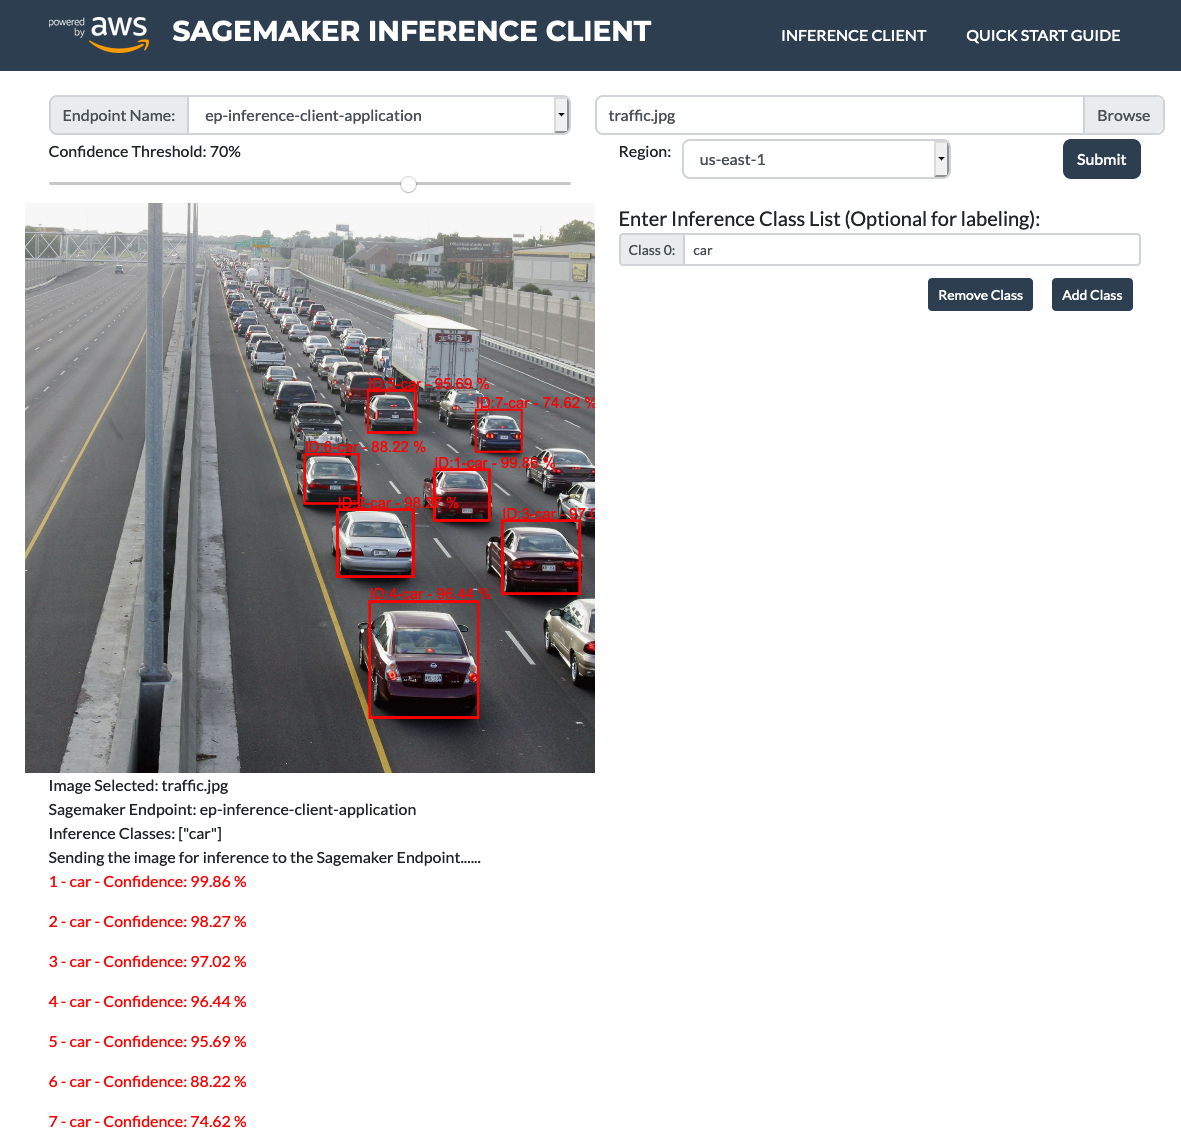 powered by aws
SAGEMAKER INFERENCE CLIENT
INFERENCE CLIENT
QUICK START GUIDE
Endpoint Name: ep-inference-client-application
traffic.jpg Browse
Confidence Threshold: 70%
Region: us-east-1
Submit
Enter Inference Class List (Optional for labeling):
Class 0: car
Remove Class Add Class
ID:5-car - 95.69 %
ID:7-car - 74.62 %
ID:6-car - 88.22 %
ID:1-car - 99.86 %
ID:2-car - 98.27 %
ID:3-car - 97.0
ID:4-car - 96.44 %
Image Selected: traffic.jpg
Sagemaker Endpoint: ep-inference-client-application
Inference Classes: ["car"]
Sending the image for inference to the Sagemaker Endpoint......
1 - car - Confidence: 99.86 %
2 - car - Confidence: 98.27 %
3 - car - Confidence: 97.02 %
4 - car - Confidence: 96.44 %
5 - car - Confidence: 95.69 %
6 - car - Confidence: 88.22 %
7 - car - Confidence: 74.62 %